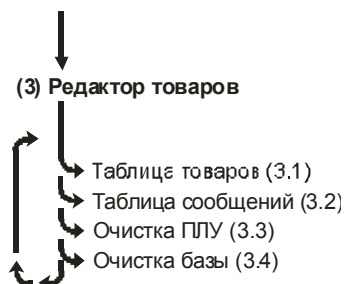 (3) Редактор товаров
Таблица товаров (3.1)
Таблица сообщений (3.2)
Очистка ПЛУ (3.3)
Очистка базы (3.4)